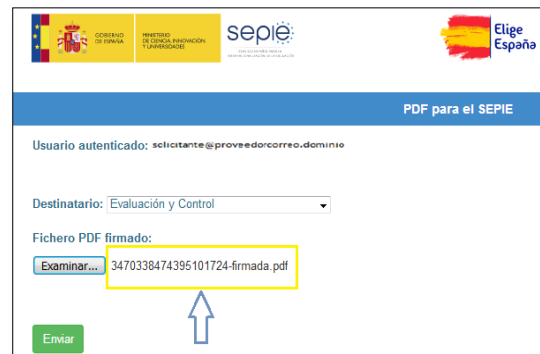 GOBIERNO
DE ESPAÑA
MINISTERIO
DE CIENCIA, INNOVACIÓN
Y UNIVERSIDADES
sepie
Elige
España
PDF para el SEPIE
Usuario autenticado: solicitante@proveedorcorreo.dominio
Destinatario: Evaluación y Control
Fichero PDF firmado:
Examinar... 3470338474395101724-firmada.pdf
Enviar